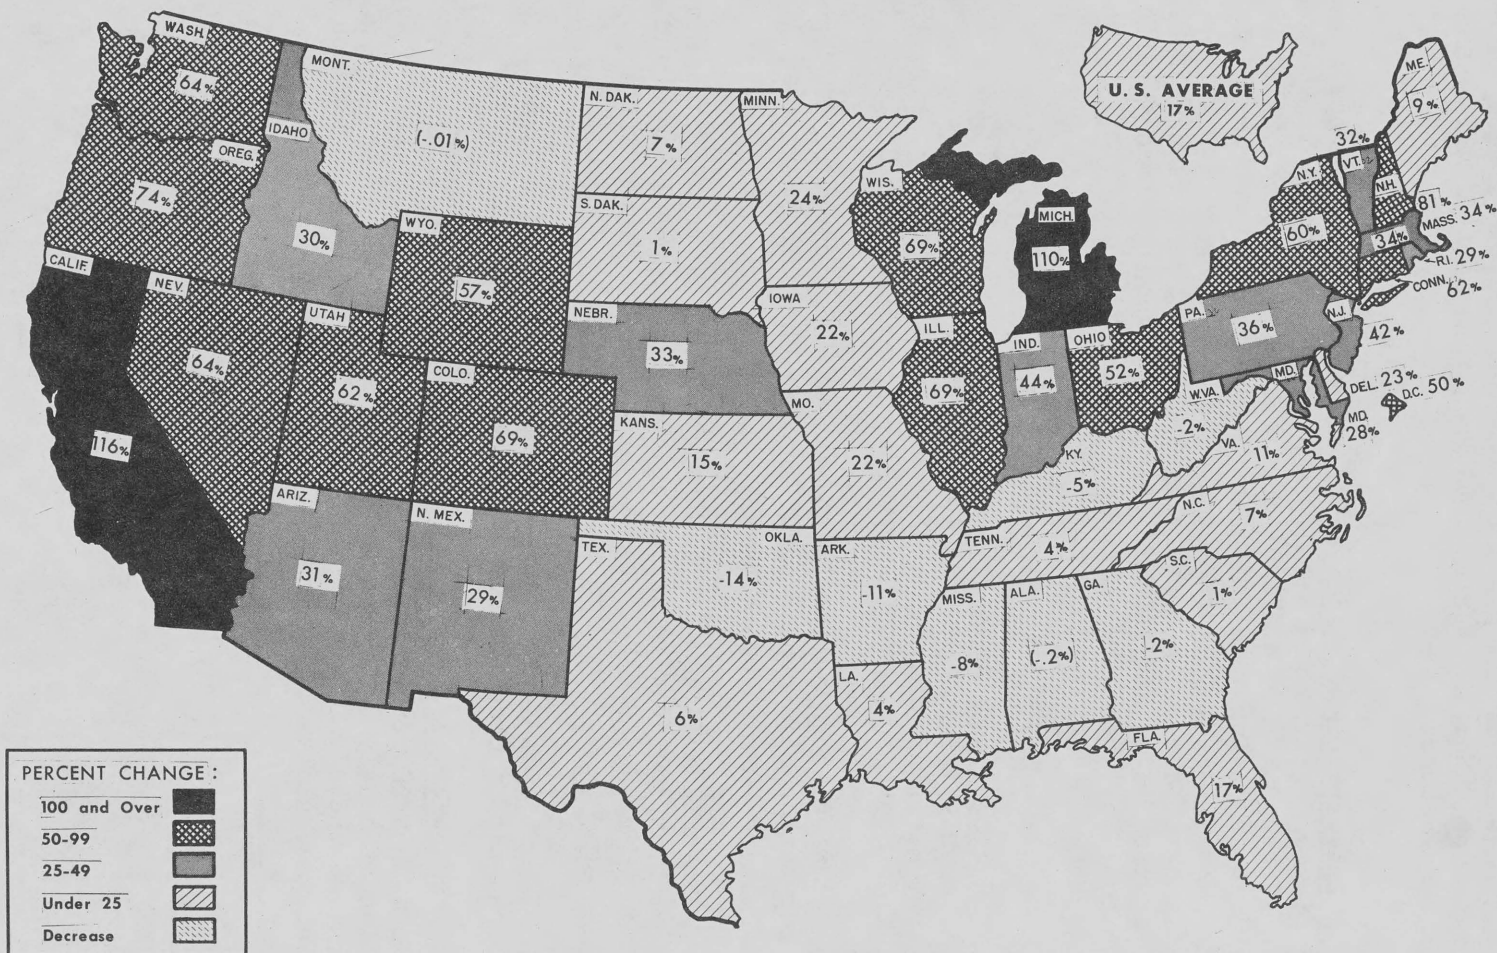 WASH.
64%
OREG.
74%
CALIF.
116%
NEV.
64%
IDAHO
30%
MONT.
(-.01%)
WYO.
57%
UTAH
62%
COLO.
69%
ARIZ.
31%
N. MEX.
29%
N. DAK.
7%
S. DAK.
1%
NEBR.
33%
KANS.
15%
OKLA.
-14%
TEX.
6%
MINN.
24%
IOWA
22%
MO.
22%
ARK.
-11%
LA.
4%
WIS.
69%
ILL.
69%
MICH.
110%
IND.
44%
OHIO
52%
KY.
-5%
TENN.
4%
MISS.
-8%
ALA.
(-.2%)
GA.
-2%
FLA.
17%
S.C.
1%
N.C.
7%
VA.
11%
W.VA.
-2%
PA.
36%
N.Y.
60%
32%
VT.
N.H.
81%
ME.
9%
MASS. 34%
34%
R.I. 29%
CONN.
62%
N.J.
42%
MD.
DEL. 23%
D.C. 50%
MD.
28%
U. S. AVERAGE
17%
PERCENT CHANGE:
100 and Over
50-99
25-49
Under 25
Decrease